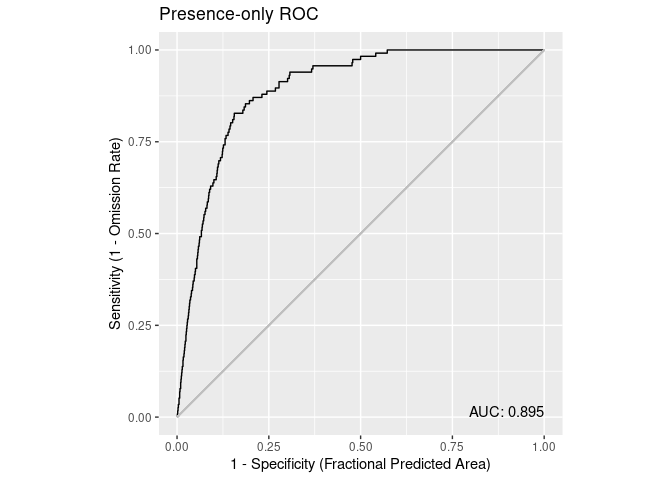 Presence-only ROC
1.00
0.75
0.50
0.25
0.00
Sensitivity (1 - Omission Rate)
AUC: 0.895
0.00 0.25 0.50 0.75 1.00
1 - Specificity (Fractional Predicted Area)